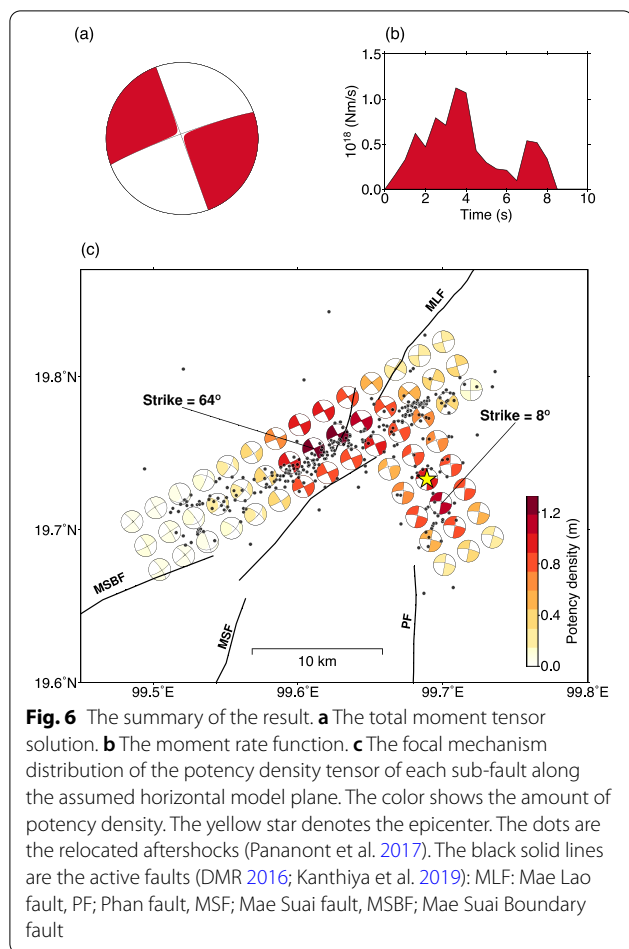 (a)
(b)
1.5
1.0
0.5
0.0
10¹⁸ (Nm/s)
0 2 4 6 8 10
Time (s)
(c)
MLF
19.8°
Strike = 64°
Strike = 8°
19.7°
MSBF
MSF
PF
1.2
0.8
0.4
0.0
Potency density (m)
10 km
19.6°N
99.5°E 99.6°E 99.7°E 99.8°E
Fig. 6 The summary of the result. a The total moment tensor
solution. b The moment rate function. c The focal mechanism
distribution of the potency density tensor of each sub-fault along
the assumed horizontal model plane. The color shows the amount of
potency density. The yellow star denotes the epicenter. The dots are
the relocated aftershocks (Pananont et al. 2017). The black solid lines
are the active faults (DMR 2016; Kanthiya et al. 2019): MLF: Mae Lao
fault, PF; Phan fault, MSF; Mae Suai fault, MSBF; Mae Suai Boundary
fault